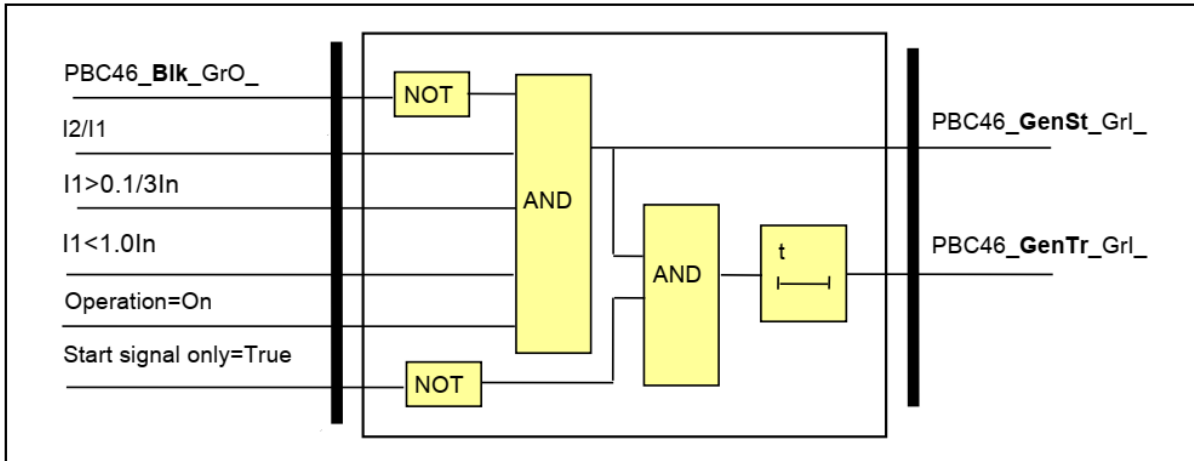 PBC46_Blk_GrO_
NOT
I2/I1
PBC46_GenSt_GrI_
I1>0.1/3In
AND
I1<1.0In
t
PBC46_GenTr_GrI_
AND
Operation=On
Start signal only=True
NOT